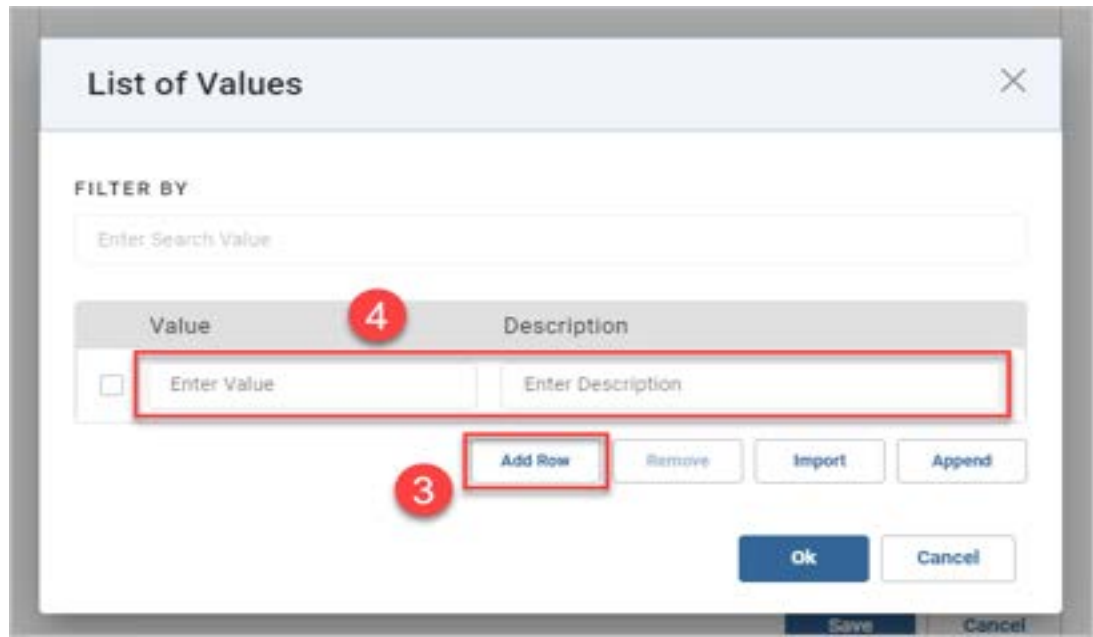 List of Values
FILTER BY
Enter Search Value
Value 4 Description
Enter Value Enter Description
Add Row Remove Import Append
3
Ok Cancel
Save Cancel